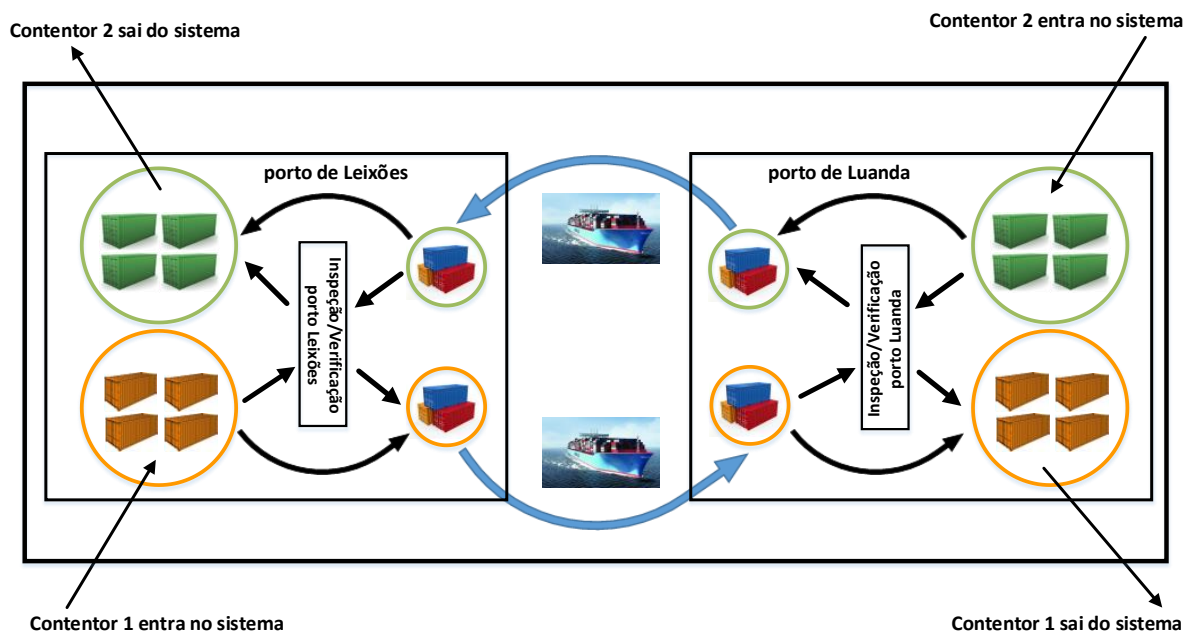 Contentor 2 sai do sistema
Contentor 2 entra no sistema
porto de Leixões
porto de Luanda
Inspeção/Verificação
porto Leixões
Inspeção/Verificação
porto Luanda
Contentor 1 entra no sistema
Contentor 1 sai do sistema